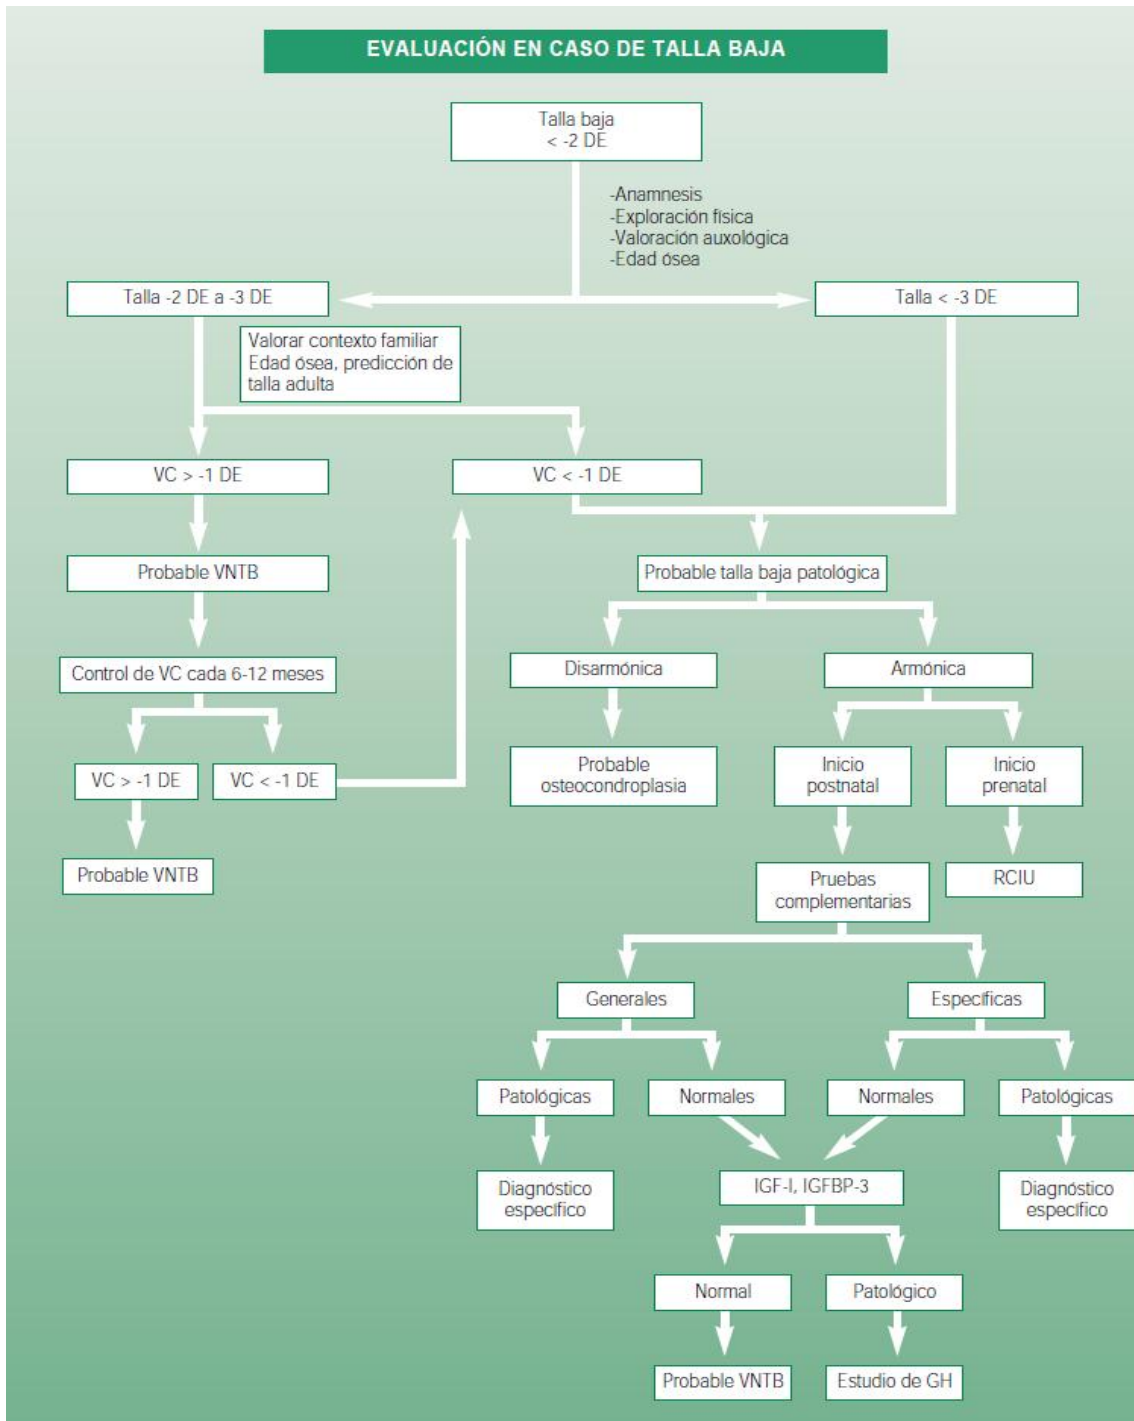 EVALUACIÓN EN CASO DE TALLA BAJA
Talla baja
< -2 DE
-Anamnesis
-Exploración física
-Valoración auxológica
-Edad ósea
Talla -2 DE a -3 DE
Talla < -3 DE
Valorar contexto familiar
Edad ósea, predicción de
talla adulta
VC > -1 DE
VC < -1 DE
Probable VNTB
Probable talla baja patológica
Control de VC cada 6-12 meses
Disarmónica
Armónica
VC > -1 DE
VC < -1 DE
Probable
osteocondroplasia
Inicio
postnatal
Inicio
prenatal
Probable VNTB
Pruebas
complementarias
RCIU
Generales
Específicas
Patológicas
Normales
Normales
Patológicas
Diagnóstico
específico
IGF-I, IGFBP-3
Diagnóstico
específico
Normal
Patológico
Probable VNTB
Estudio de GH